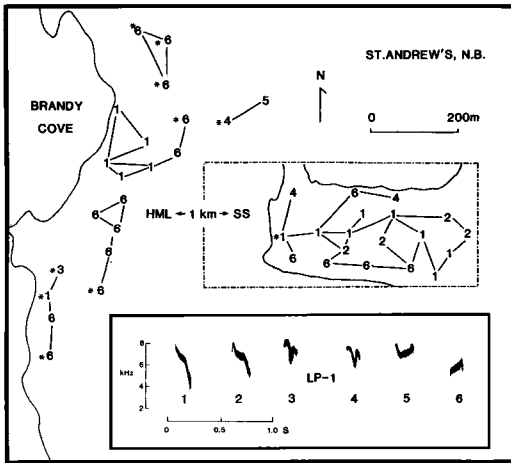 *6
*6
ST.ANDREW'S, N.B.
N
*6
5
BRANDY
1
0 200m
*6
*4
COVE
1
6
1 1
1 1
4 6 4
6
6 6
HML ← 1 km → SS
1 1 2
*1 1 1 2 1 2
6
6 2 1
6 6 6 6
*3
1
*6
*1
6
*6
8
6
4
2
kHz
LP-1
1 2 3 4 5 6
0 0.5 1.0 S